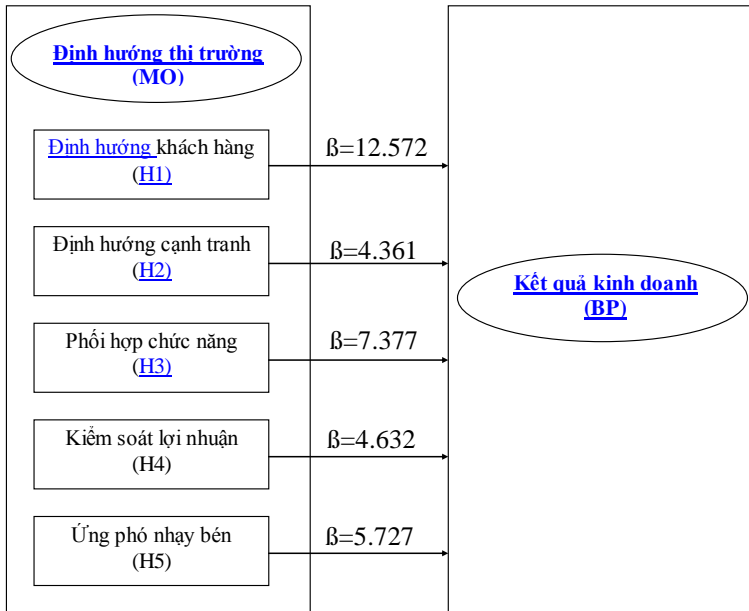 Định hướng thị trường
(MO)
Định hướng khách hàng
(H1)
ß=12.572
Định hướng cạnh tranh
(H2)
ß=4.361
Kết quả kinh doanh
(BP)
Phối hợp chức năng
(H3)
ß=7.377
Kiểm soát lợi nhuận
(H4)
ß=4.632
Ứng phó nhạy bén
(H5)
ß=5.727